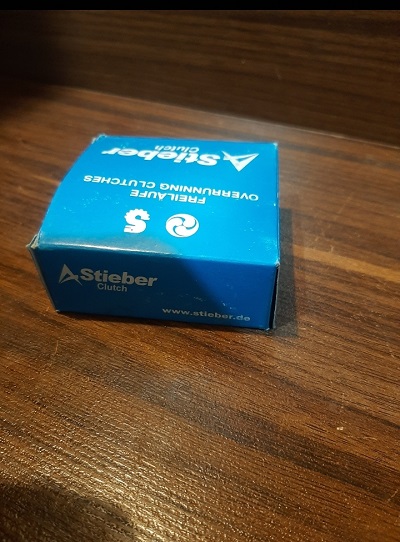 Stieber
Clutch
FREILÄUFE
OVERRUNNING CLUTCHES
Stieber
Clutch
www.stieber.de